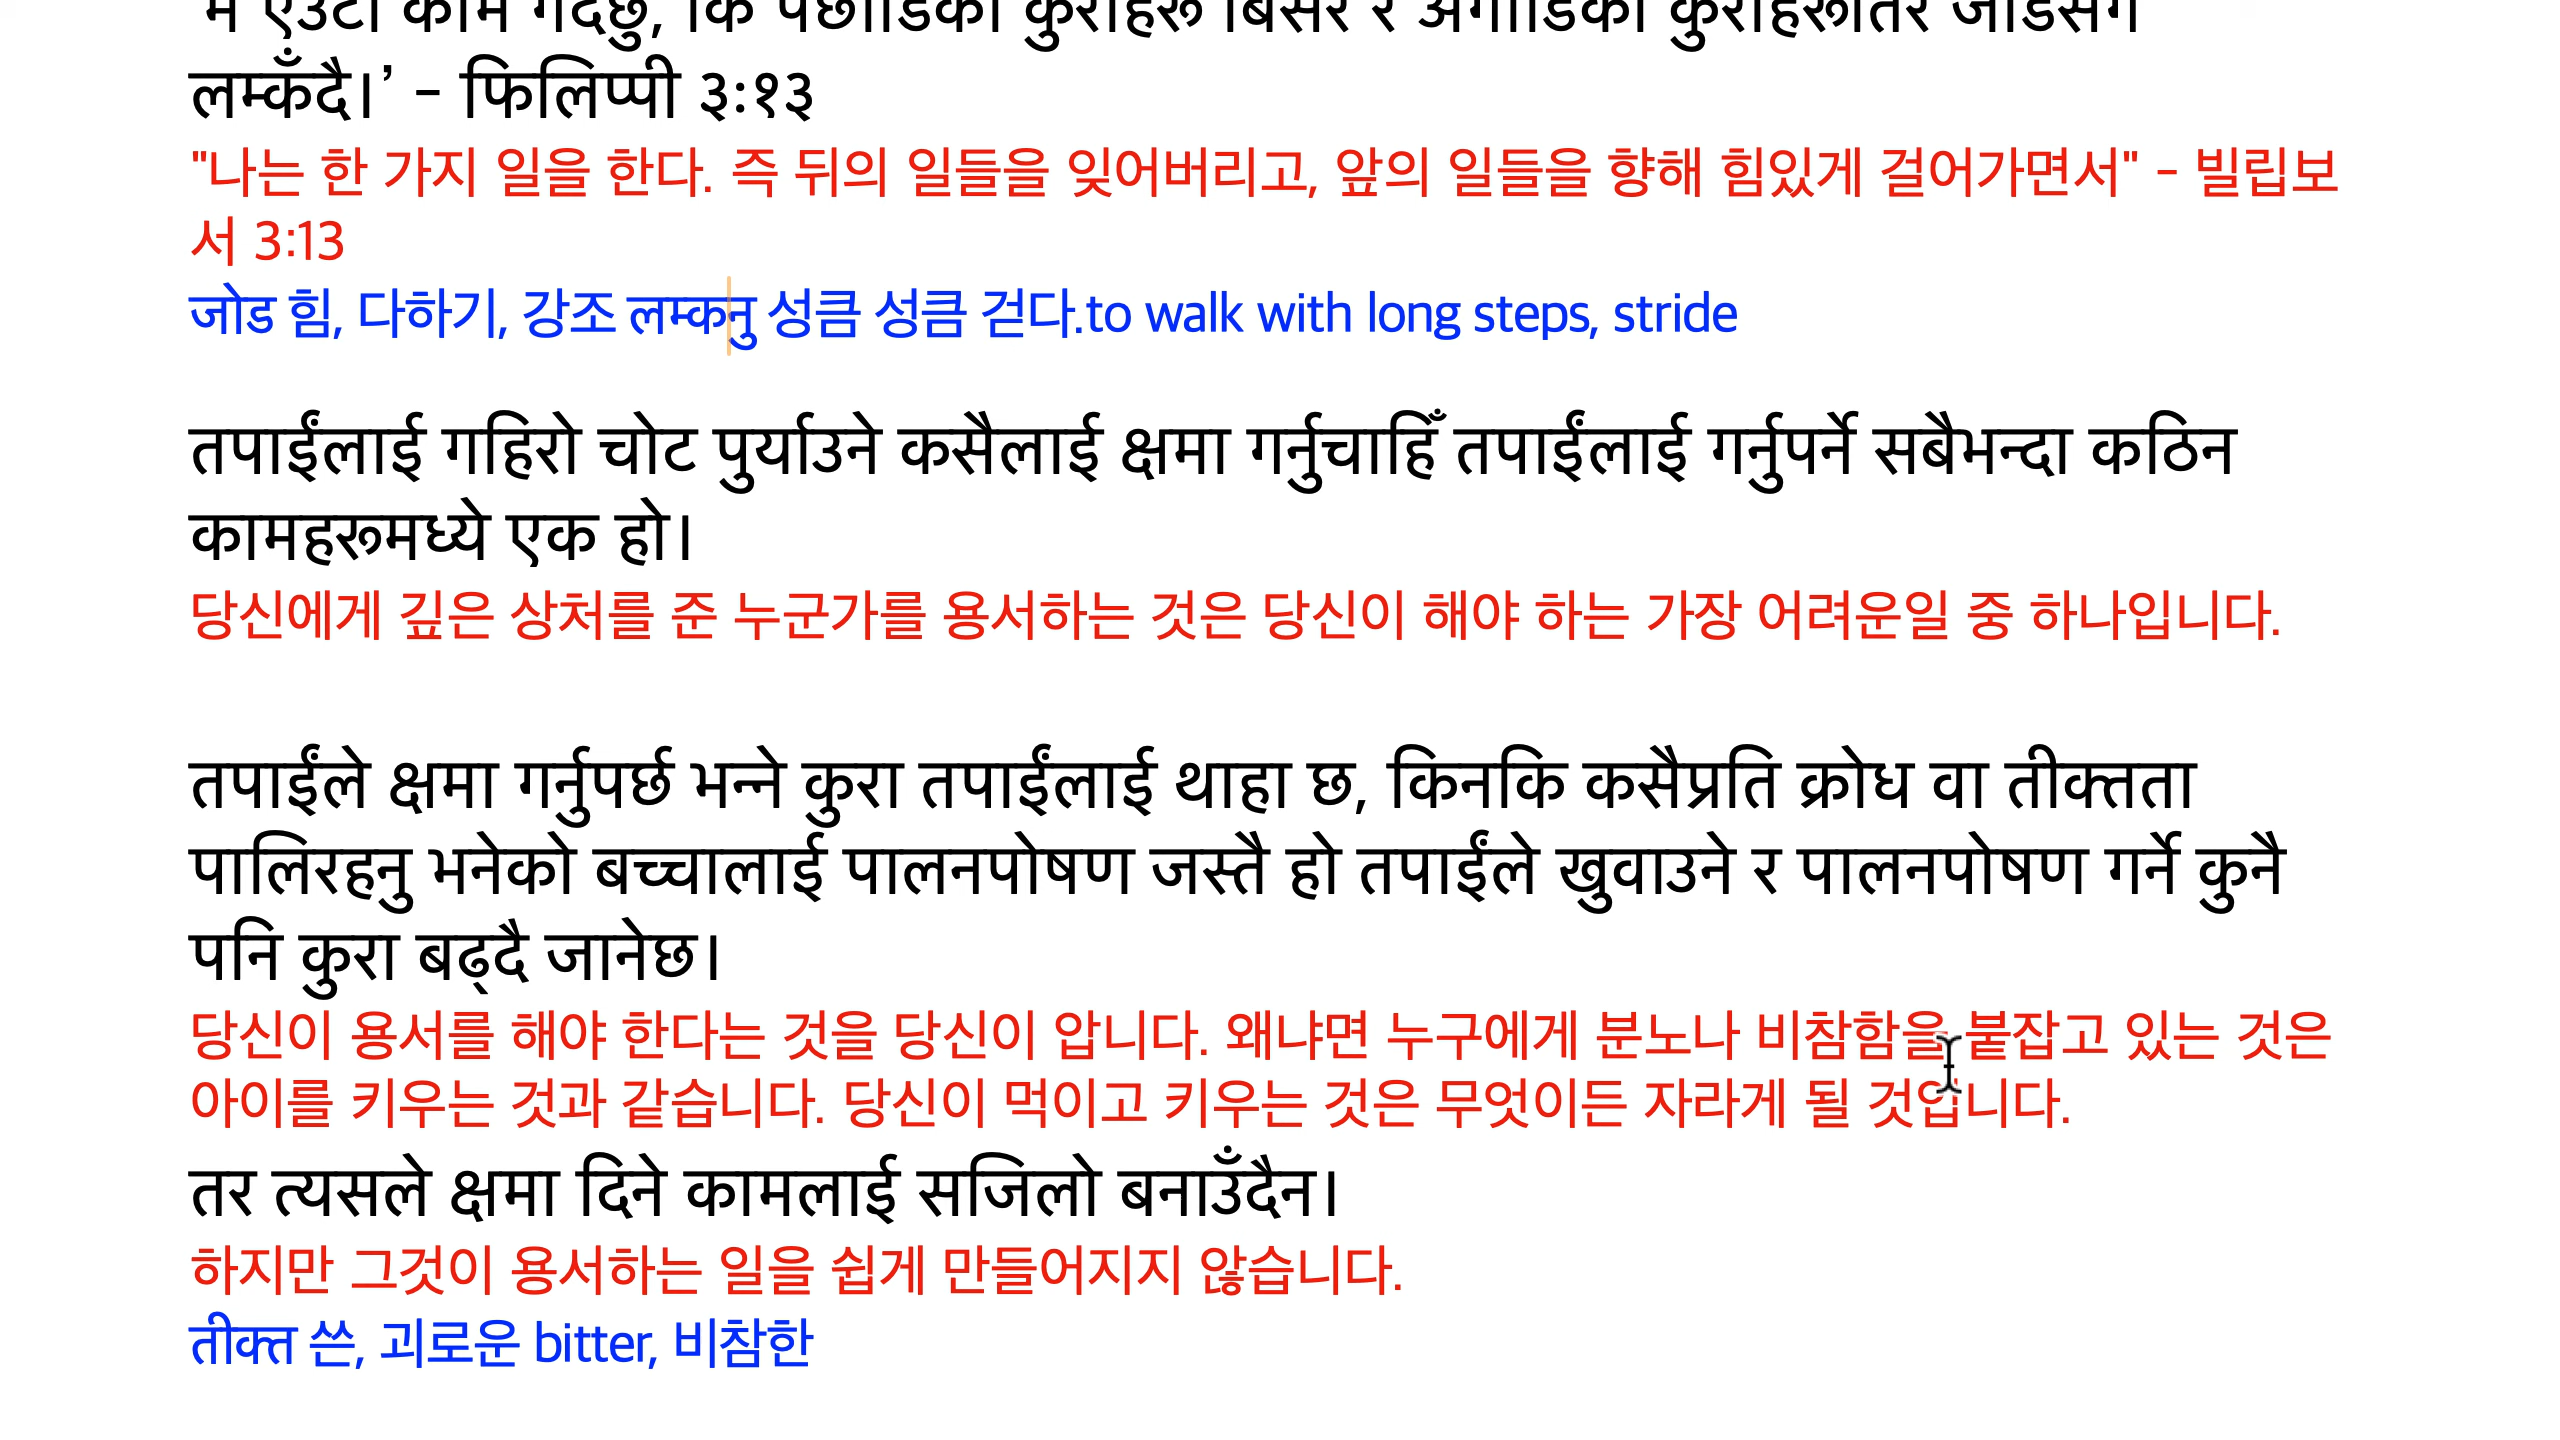 म एउटा काम गर्दछु, कि पछाडिका कुराहरू बिर्सेर र अगाडिका कुराहरूतिर जोडसँग
लम्कँदै।’ – फिलिप्पी ३:१३
"나는 한 가지 일을 한다. 즉 뒤의 일들을 잊어버리고, 앞의 일들을 향해 힘있게 걸어가면서" – 빌립보
서 3:13
जोड 힘, 다하기, 강조 लम्कनु 성큼 성큼 걷다.to walk with long steps, stride
तपाईंलाई गहिरो चोट पुर्याउने कसैलाई क्षमा गर्नुचाहिँ तपाईंलाई गर्नुपर्ने सबैभन्दा कठिन
कामहरूमध्ये एक हो।
당신에게 깊은 상처를 준 누군가를 용서하는 것은 당신이 해야 하는 가장 어려운일 중 하나입니다.
तपाईंले क्षमा गर्नुपर्छ भन्ने कुरा तपाईंलाई थाहा छ, किनकि कसैप्रति क्रोध वा तीक्तता
पालिरहनु भनेको बच्चालाई पालनपोषण जस्तै हो तपाईंले खुवाउने र पालनपोषण गर्ने कुनै
पनि कुरा बढ्दै जानेछ।
당신이 용서를 해야 한다는 것을 당신이 압니다. 왜냐면 누구에게 분노나 비참함을 붙잡고 있는 것은
아이를 키우는 것과 같습니다. 당신이 먹이고 키우는 것은 무엇이든 자라게 될 것입니다.
तर त्यसले क्षमा दिने कामलाई सजिलो बनाउँदैन।
하지만 그것이 용서하는 일을 쉽게 만들어지지 않습니다.
तीक्त 쓴, 괴로운 bitter, 비참한